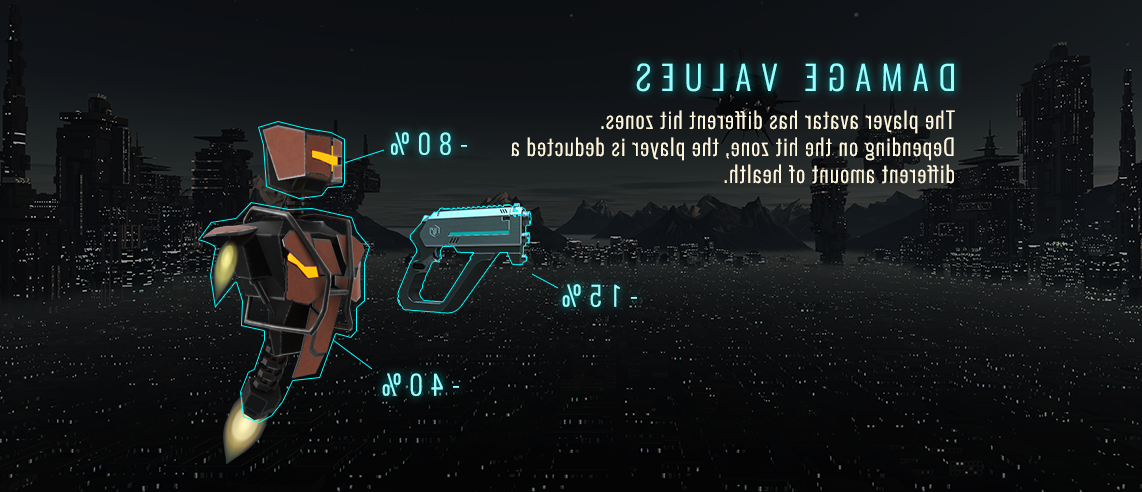 DAMAGE VALUES
The player avatar has different hit zones.
Depending on the hit zone, the player is deducted a
different amount of health.
-80%
-15%
-40%